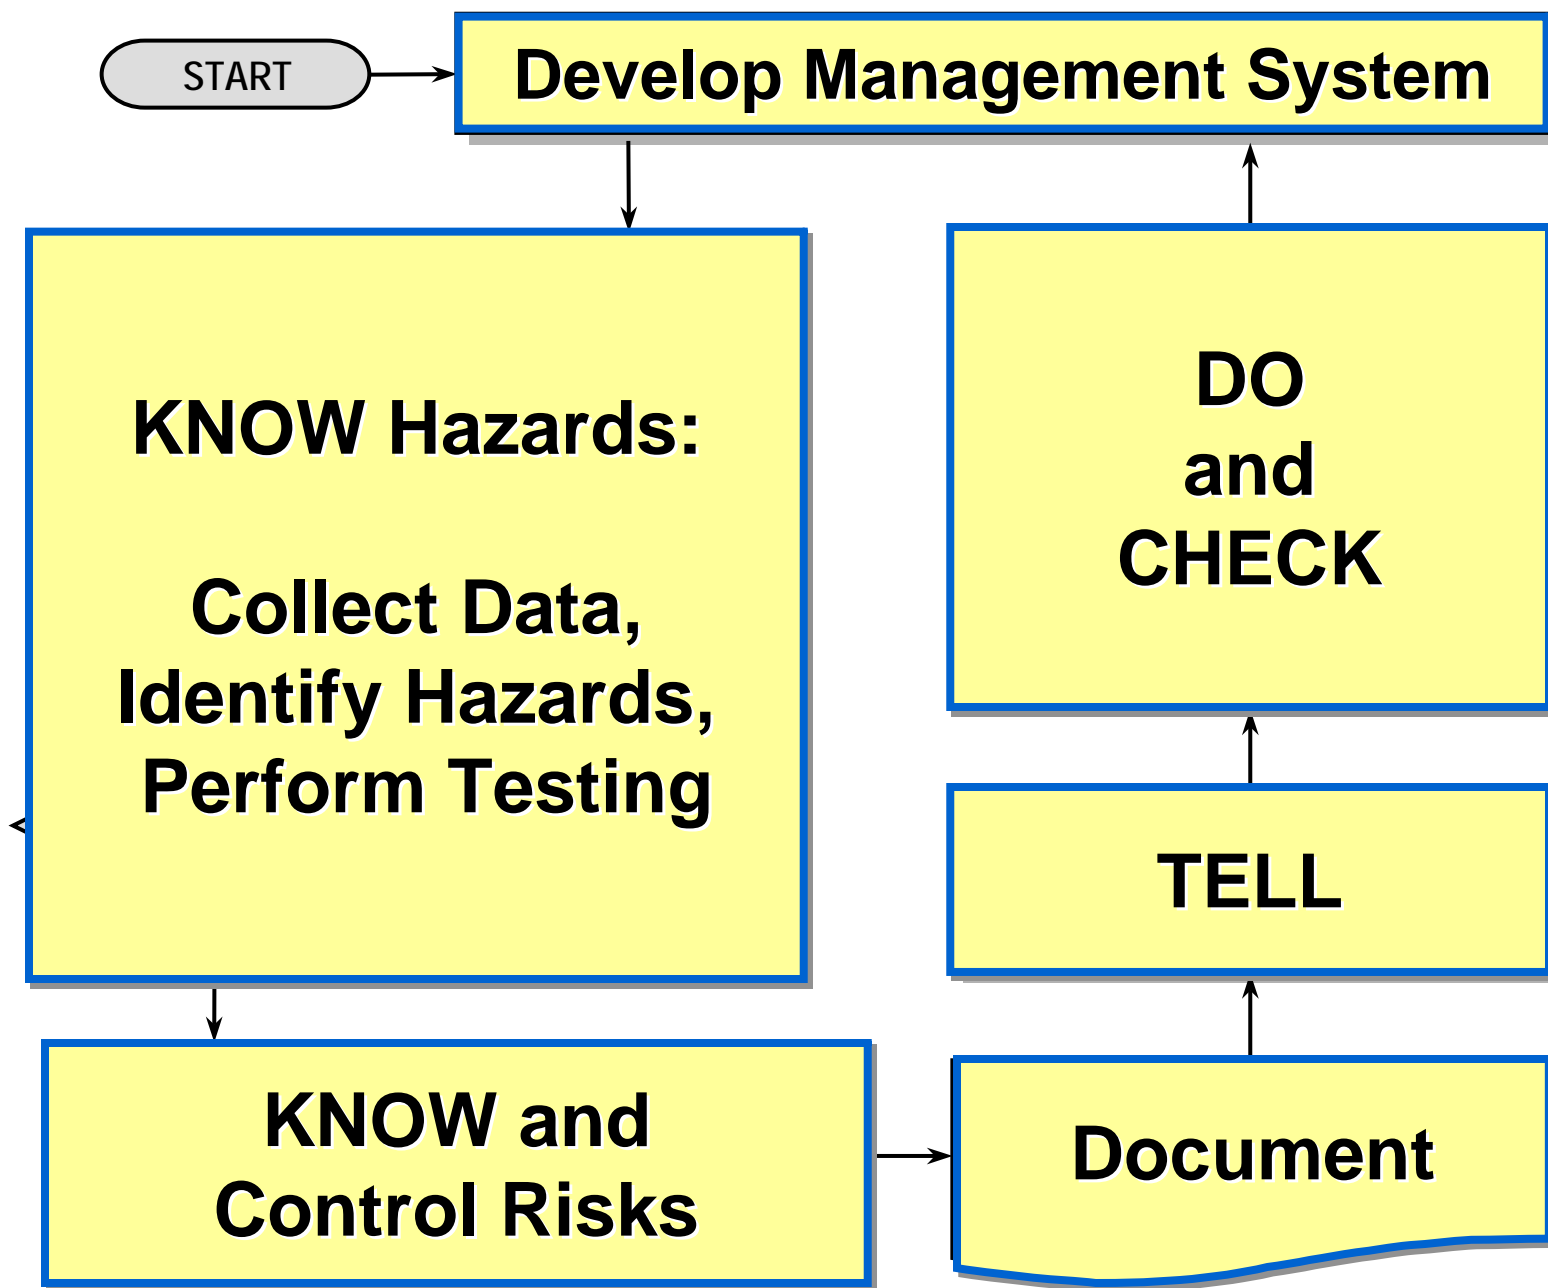 START
Develop Management System
KNOW Hazards:
Collect Data,
Identify Hazards,
Perform Testing
KNOW and
Control Risks
Document
TELL
DO
and
CHECK